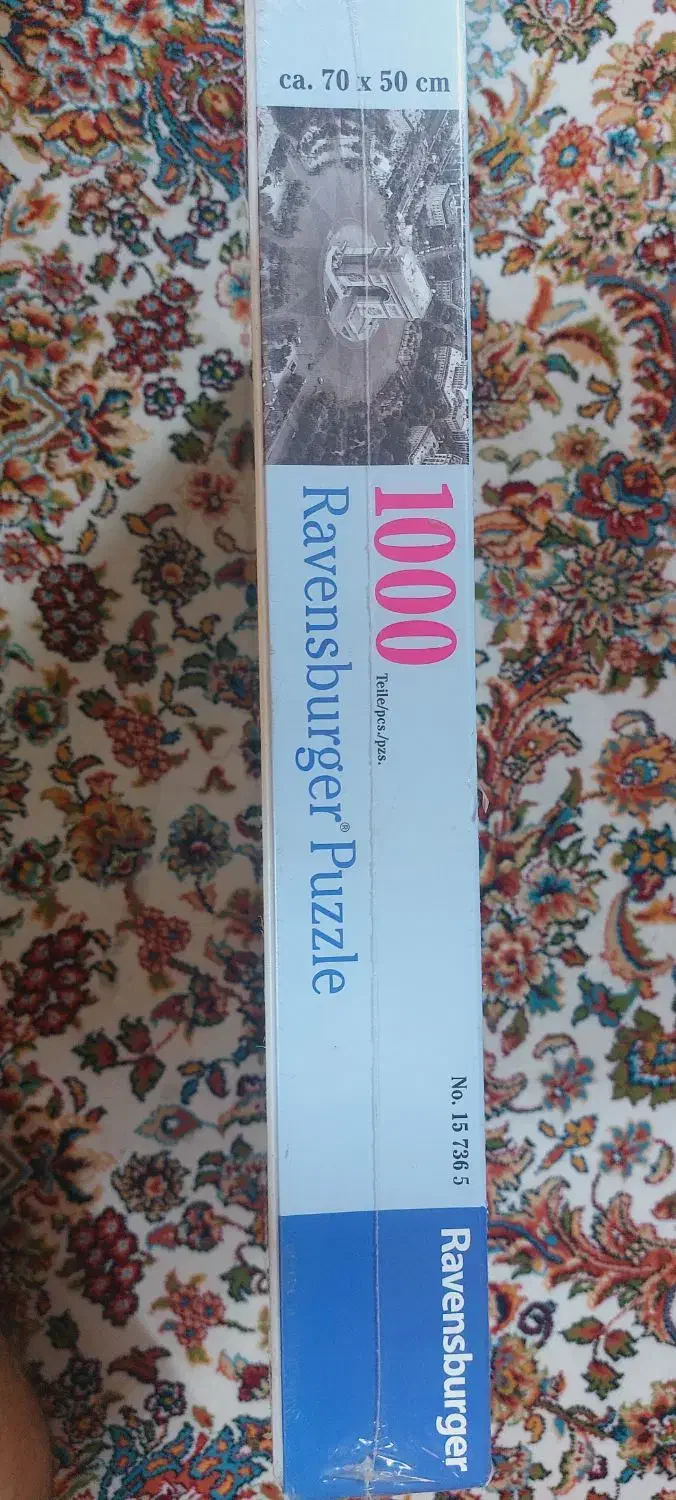 ca. 70 x 50 cm
1000
Teile/pcs./pzs.
Ravensburger® Puzzle
No. 15 736 5
Ravensburger